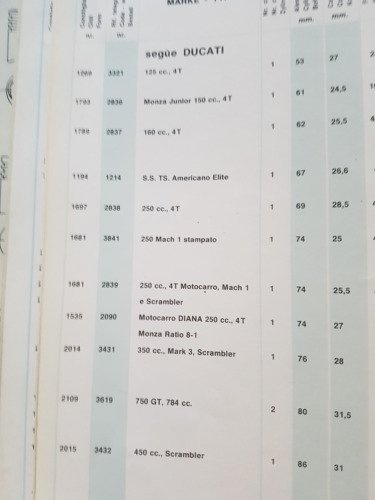 MARKE
mm.
següe DUCATI
1269 3321 125 cc., 4T 1 53 27
1793 2836 Monza Junior 150 cc., 4T 1 61 24,5
2837 160 cc., 4T 1 62 25,5
1194 1214 S.S. TS. Americano Elite 1 67 26,6
1697 2838 250 cc., 4T 1 69 28,5
1681 3841 250 Mach 1 stampato 1 74 25
1681 2839 250 cc., 4T Motocarro, Mach 1 1 74 25,5
e Scrambler
1535 2090 Motocarro DIANA 250 cc., 4T 1 74 27
Monza Ratio 8-1
2014 3431 350 cc., Mark 3, Scrambler 1 76 28
2109 3619 750 GT, 784 cc. 2 80 31,5
2015 3432 450 cc., Scrambler 1 86 31